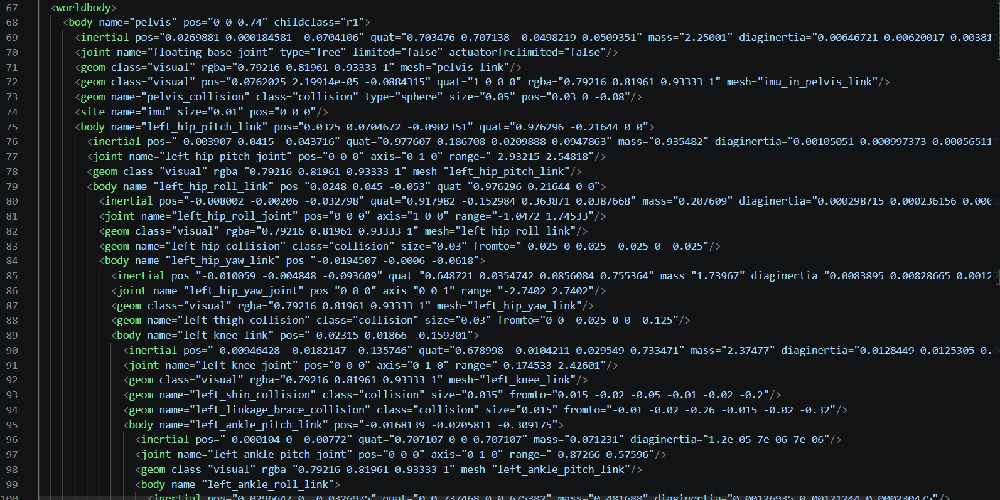 67 <worldbody>
68 <body name="pelvis" pos="0 0 0.74" childclass="r1">
69 <inertial pos="0.0269881 0.000184581 -0.0704106" quat="0.703476 0.707138 -0.0498219 0.0509351" mass="2.25001" diaginertia="0.00646721 0.00620017 0.003817
70 <joint name="floating_base_joint" type="free" limited="false" actuatorfrclimited="false"/>
71 <geom class="visual" rgba="0.79216 0.81961 0.93333 1" mesh="pelvis_link"/>
72 <geom class="visual" pos="0.0762025 2.19914e-05 -0.0884315" quat="1 0 0 0" rgba="0.79216 0.81961 0.93333 1" mesh="imu_in_pelvis_link"/>
73 <geom name="pelvis_collision" class="collision" type="sphere" size="0.05" pos="0.03 0 -0.08"/>
74 <site name="imu" size="0.01" pos="0 0 0"/>
75 <body name="left_hip_pitch_link" pos="0.0325 0.0704672 -0.0902351" quat="0.976296 -0.21644 0 0">
76 <inertial pos="-0.003907 0.0415 -0.043716" quat="0.977607 0.186708 0.0209888 0.0947863" mass="0.935482" diaginertia="0.00105051 0.000997373 0.000565117
77 <joint name="left_hip_pitch_joint" pos="0 0 0" axis="0 1 0" range="-2.93215 2.54818"/>
78 <geom class="visual" rgba="0.79216 0.81961 0.93333 1" mesh="left_hip_pitch_link"/>
79 <body name="left_hip_roll_link" pos="0.0248 0.045 -0.053" quat="0.976296 0.21644 0 0">
80 <inertial pos="-0.008002 -0.00206 -0.032798" quat="0.917982 -0.152984 0.363871 0.0387668" mass="0.207609" diaginertia="0.000298715 0.000236156 0.000
81 <joint name="left_hip_roll_joint" pos="0 0 0" axis="1 0 0" range="-1.0472 1.74533"/>
82 <geom class="visual" rgba="0.79216 0.81961 0.93333 1" mesh="left_hip_roll_link"/>
83 <geom name="left_hip_collision" class="collision" size="0.03" fromto="-0.025 0 0.025 -0.025 0 -0.025"/>
84 <body name="left_hip_yaw_link" pos="-0.0194507 -0.0006 -0.0618">
85 <inertial pos="-0.010059 -0.004848 -0.093609" quat="0.648721 0.0354742 0.0856084 0.755364" mass="1.73967" diaginertia="0.0083895 0.00828665 0.0012
86 <joint name="left_hip_yaw_joint" pos="0 0 0" axis="0 0 1" range="-2.7402 2.7402"/>
87 <geom class="visual" rgba="0.79216 0.81961 0.93333 1" mesh="left_hip_yaw_link"/>
88 <geom name="left_thigh_collision" class="collision" size="0.03" fromto="0 0 -0.025 0 0 -0.125"/>
89 <body name="left_knee_link" pos="-0.02315 0.01866 -0.159301">
90 <inertial pos="-0.00946428 -0.0182147 -0.135746" quat="0.678998 -0.0104211 0.029549 0.733471" mass="2.37477" diaginertia="0.0128449 0.0125305 0.
91 <joint name="left_knee_joint" pos="0 0 0" axis="0 1 0" range="-0.174533 2.42601"/>
92 <geom class="visual" rgba="0.79216 0.81961 0.93333 1" mesh="left_knee_link"/>
93 <geom name="left_shin_collision" class="collision" size="0.035" fromto="0.015 -0.02 -0.05 -0.01 -0.02 -0.2"/>
94 <geom name="left_linkage_brace_collision" class="collision" size="0.015" fromto="-0.01 -0.02 -0.26 -0.015 -0.02 -0.32"/>
95 <body name="left_ankle_pitch_link" pos="-0.0168139 -0.0205811 -0.309175">
96 <inertial pos="-0.000104 0 -0.00772" quat="0.707107 0 0 0.707107" mass="0.071231" diaginertia="1.2e-05 7e-06 7e-06"/>
97 <joint name="left_ankle_pitch_joint" pos="0 0 0" axis="0 1 0" range="-0.87266 0.57596"/>
98 <geom class="visual" rgba="0.79216 0.81961 0.93333 1" mesh="left_ankle_pitch_link"/>
99 <body name="left_ankle_roll_link">
100 <inertial pos="0.0296647 0 -0.0326975" quat="0 0.737468 0 0.675382" mass="0.481688" diaginertia="0.00126935 0.00121244 0.000230475"/>